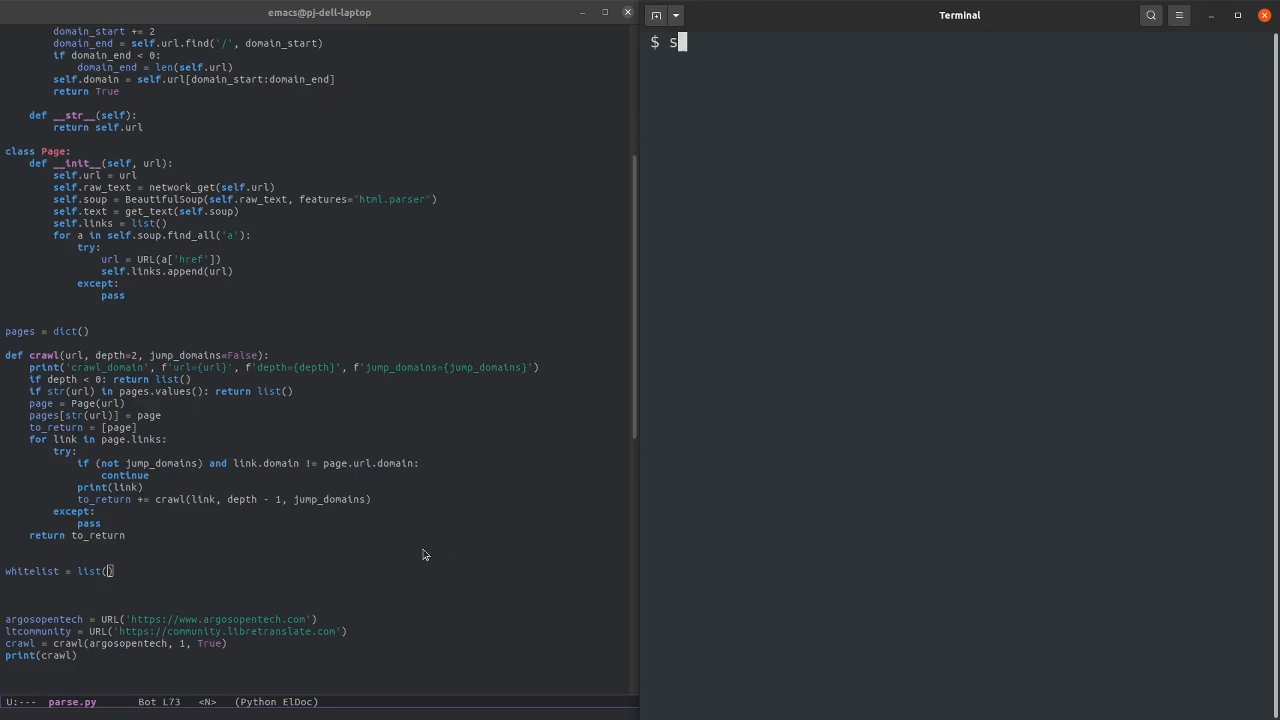 emacs@pj-dell-laptop
            domain_start += 2
        domain_end = self.url.find('/', domain_start)
        if domain_end < 0:
            domain_end = len(self.url)
        self.domain = self.url[domain_start:domain_end]
        return True
    def __str__(self):
        return self.url
class Page:
    def __init__(self, url):
        self.url = url
        self.raw_text = network_get(self.url)
        self.soup = BeautifulSoup(self.raw_text, features="html.parser")
        self.text = get_text(self.soup)
        self.links = list()
        for a in self.soup.find_all('a'):
            try:
                url = URL(a['href'])
                self.links.append(url)
            except:
                pass
pages = dict()
def crawl(url, depth=2, jump_domains=False):
    print('crawl_domain', f'url={url}', f'depth={depth}', f'jump_domains={jump_domains}')
    if depth < 0: return list()
    if str(url) in pages.values(): return list()
    page = Page(url)
    pages[str(url)] = page
    to_return = [page]
    for link in page.links:
        try:
            if (not jump_domains) and link.domain != page.url.domain:
                continue
            print(link)
            to_return += crawl(link, depth - 1, jump_domains)
        except:
            pass
    return to_return
whitelist = list()
argosopentech = URL('https://www.argosopentech.com')
ltcommunity = URL('https://community.libretranslate.com')
crawl = crawl(argosopentech, 1, True)
print(crawl)
U:--- parse.py Bot L73 <N> (Python ElDoc)
Terminal
$ s